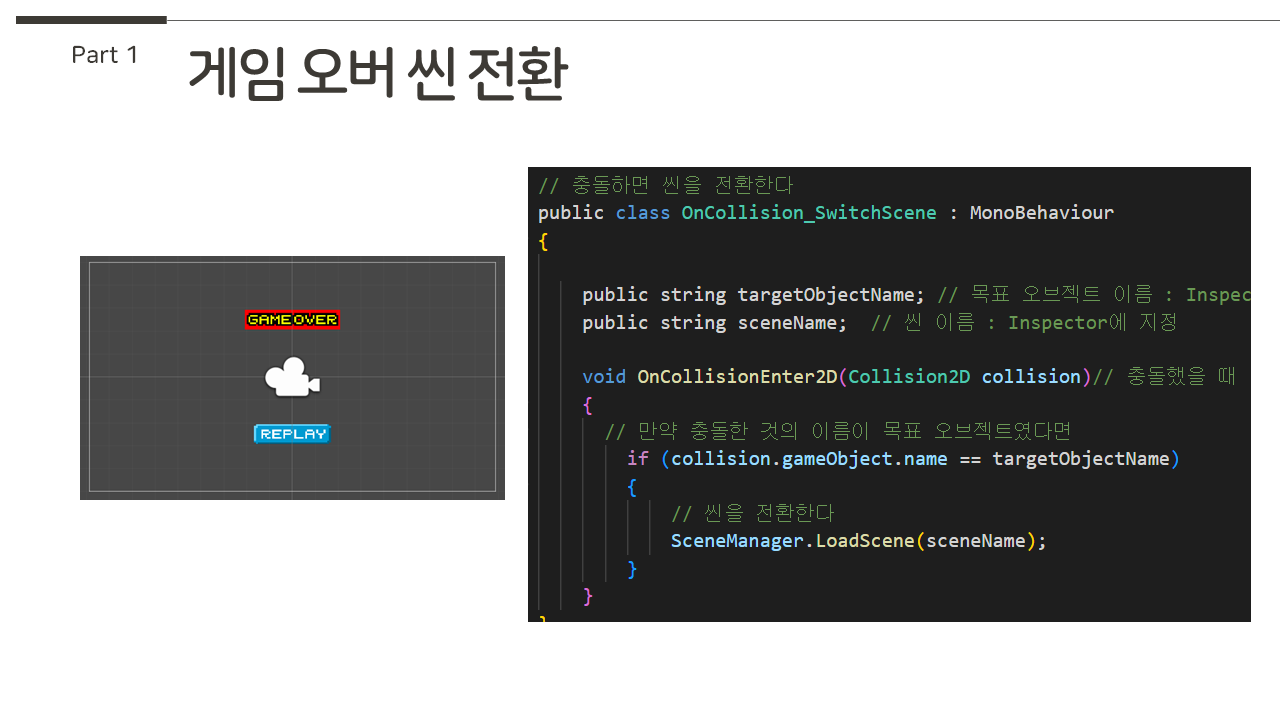 Part 1
게임 오버 씬 전환
GAMEOVER
REPLAY
// 충돌하면 씬을 전환한다
public class OnCollision_SwitchScene : MonoBehaviour
{
public string targetObjectName; // 목표 오브젝트 이름 : Inspec
public string sceneName;  // 씬 이름 : Inspector에 지정
void OnCollisionEnter2D(Collision2D collision)// 충돌했을 때
{
// 만약 충돌한 것의 이름이 목표 오브젝트였다면
if (collision.gameObject.name == targetObjectName)
{
// 씬을 전환한다
SceneManager.LoadScene(sceneName);
}
}
}